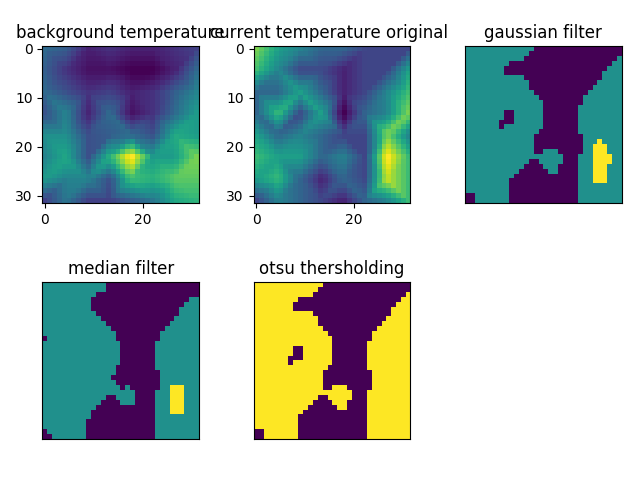 background temperature
current temperature original
gaussian filter
0
10
20
30
0
20
0
10
20
30
0
20
median filter
otsu thersholding